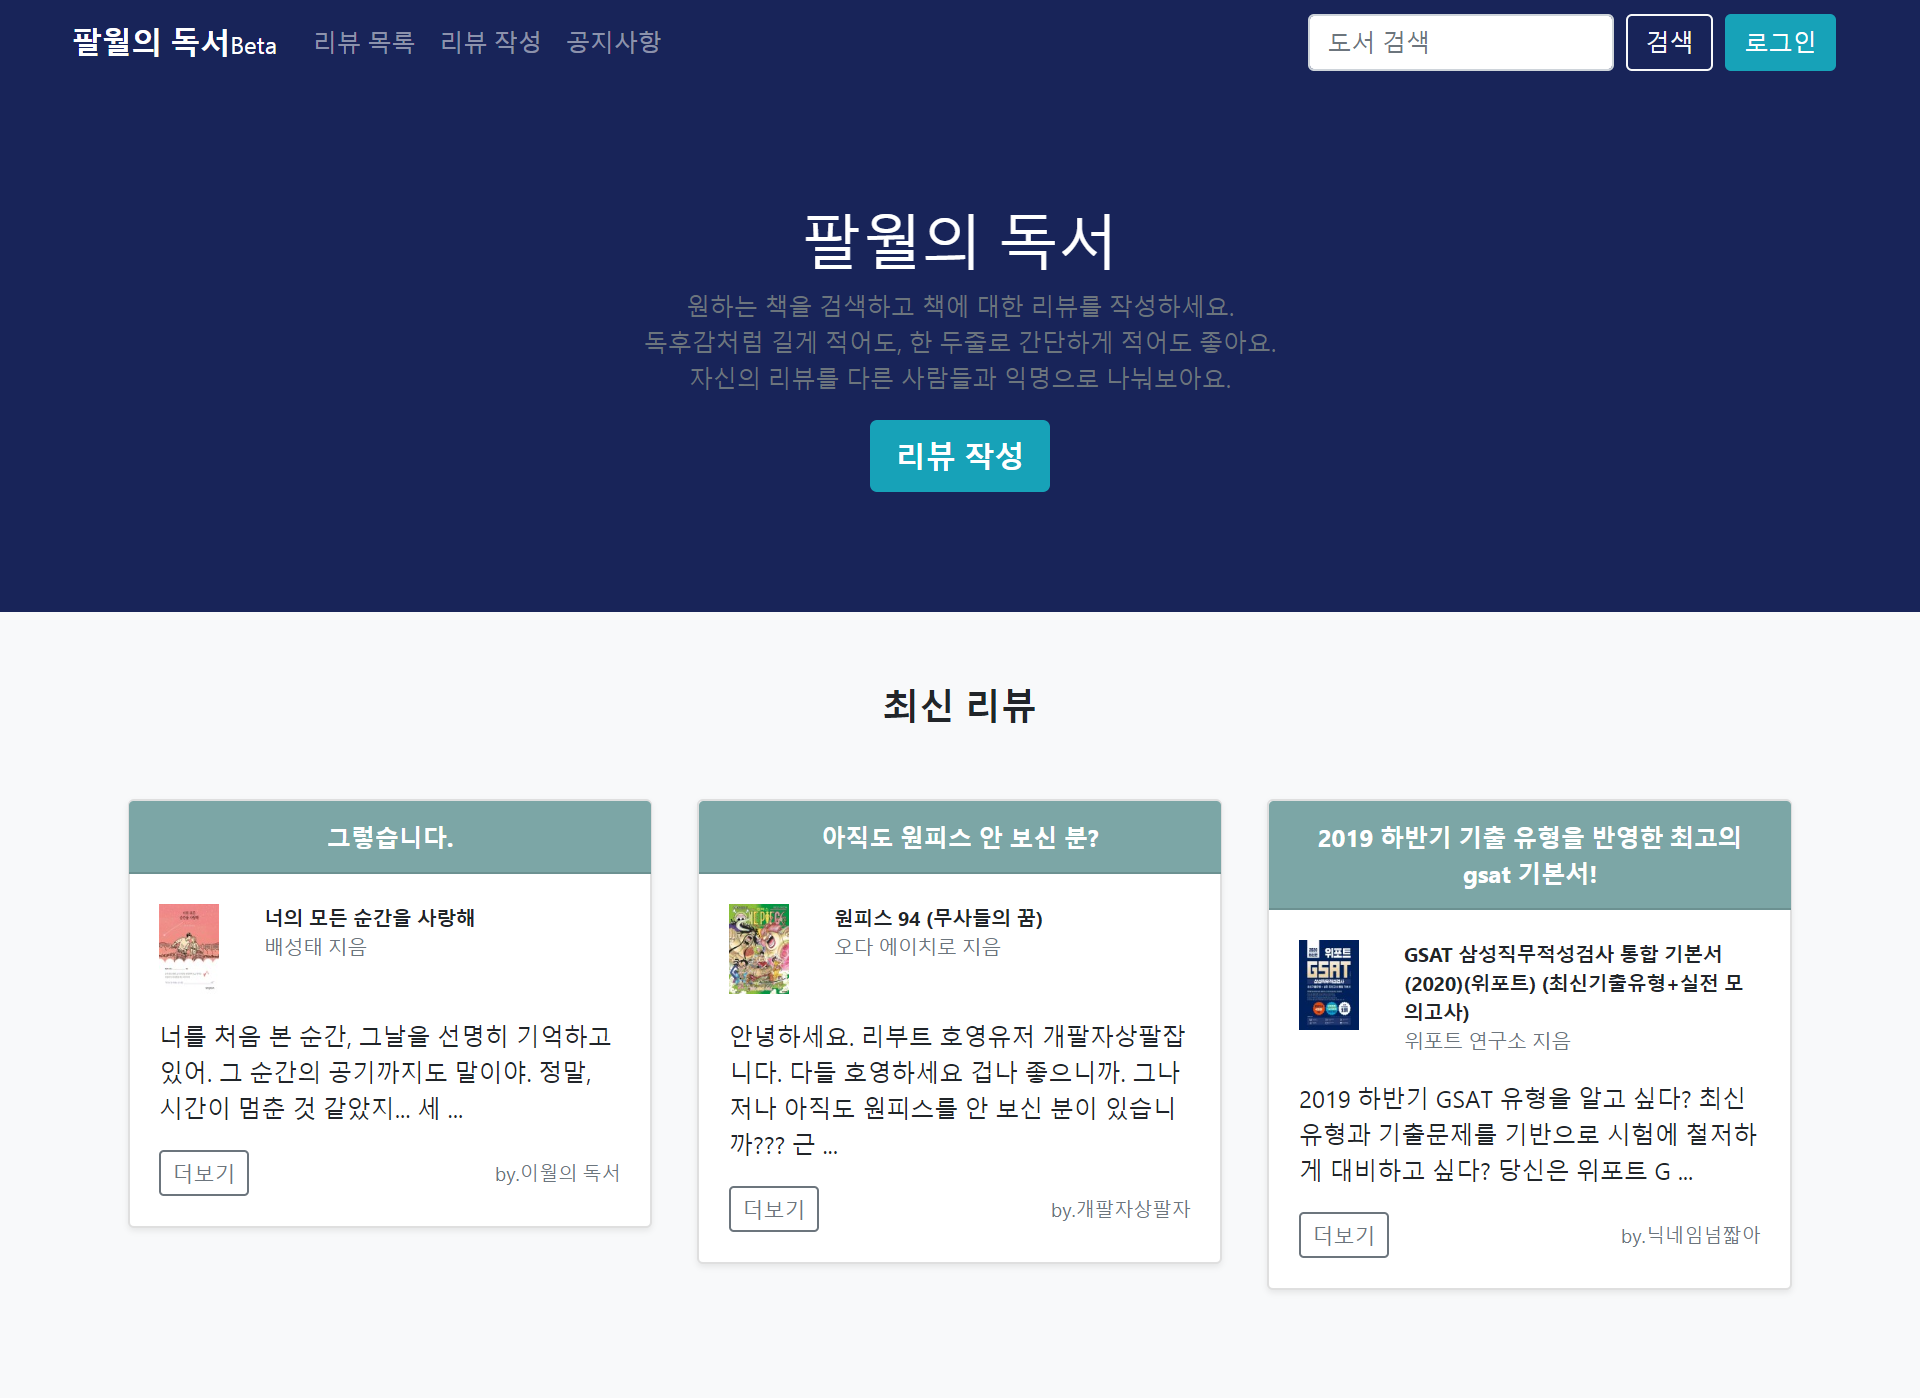 팔월의 독서Beta
리뷰 목록
리뷰 작성
공지사항
도서 검색
검색
로그인
팔월의 독서
원하는 책을 검색하고 책에 대한 리뷰를 작성하세요.
독후감처럼 길게 적어도, 한 두줄로 간단하게 적어도 좋아요.
자신의 리뷰를 다른 사람들과 익명으로 나눠보아요.
리뷰 작성
최신 리뷰
그렇습니다.
너의 모든 순간을 사랑해
배성태 지음
너를 처음 본 순간, 그날을 선명히 기억하고
있어. 그 순간의 공기까지도 말이야. 정말,
시간이 멈춘 것 같았지... 세 ...
더보기
by.이월의 독서
아직도 원피스 안 보신 분?
원피스 94 (무사들의 꿈)
오다 에이치로 지음
안녕하세요. 리부트 호영유저 개팔자상팔잡
니다. 다들 호영하세요 겁나 좋으니까. 그나
저나 아직도 원피스를 안 보신 분이 있습니
까??? 근 ...
더보기
by.개팔자상팔자
2019 하반기 기출 유형을 반영한 최고의
gsat 기본서!
위포트
GSAT
GSAT 삼성직무적성검사 통합 기본서
(2020)(위포트) (최신기출유형+실전 모
의고사)
위포트 연구소 지음
2019 하반기 GSAT 유형을 알고 싶다? 최신
유형과 기출문제를 기반으로 시험에 철저하
게 대비하고 싶다? 당신은 위포트 G ...
더보기
by.닉네임넘짧아